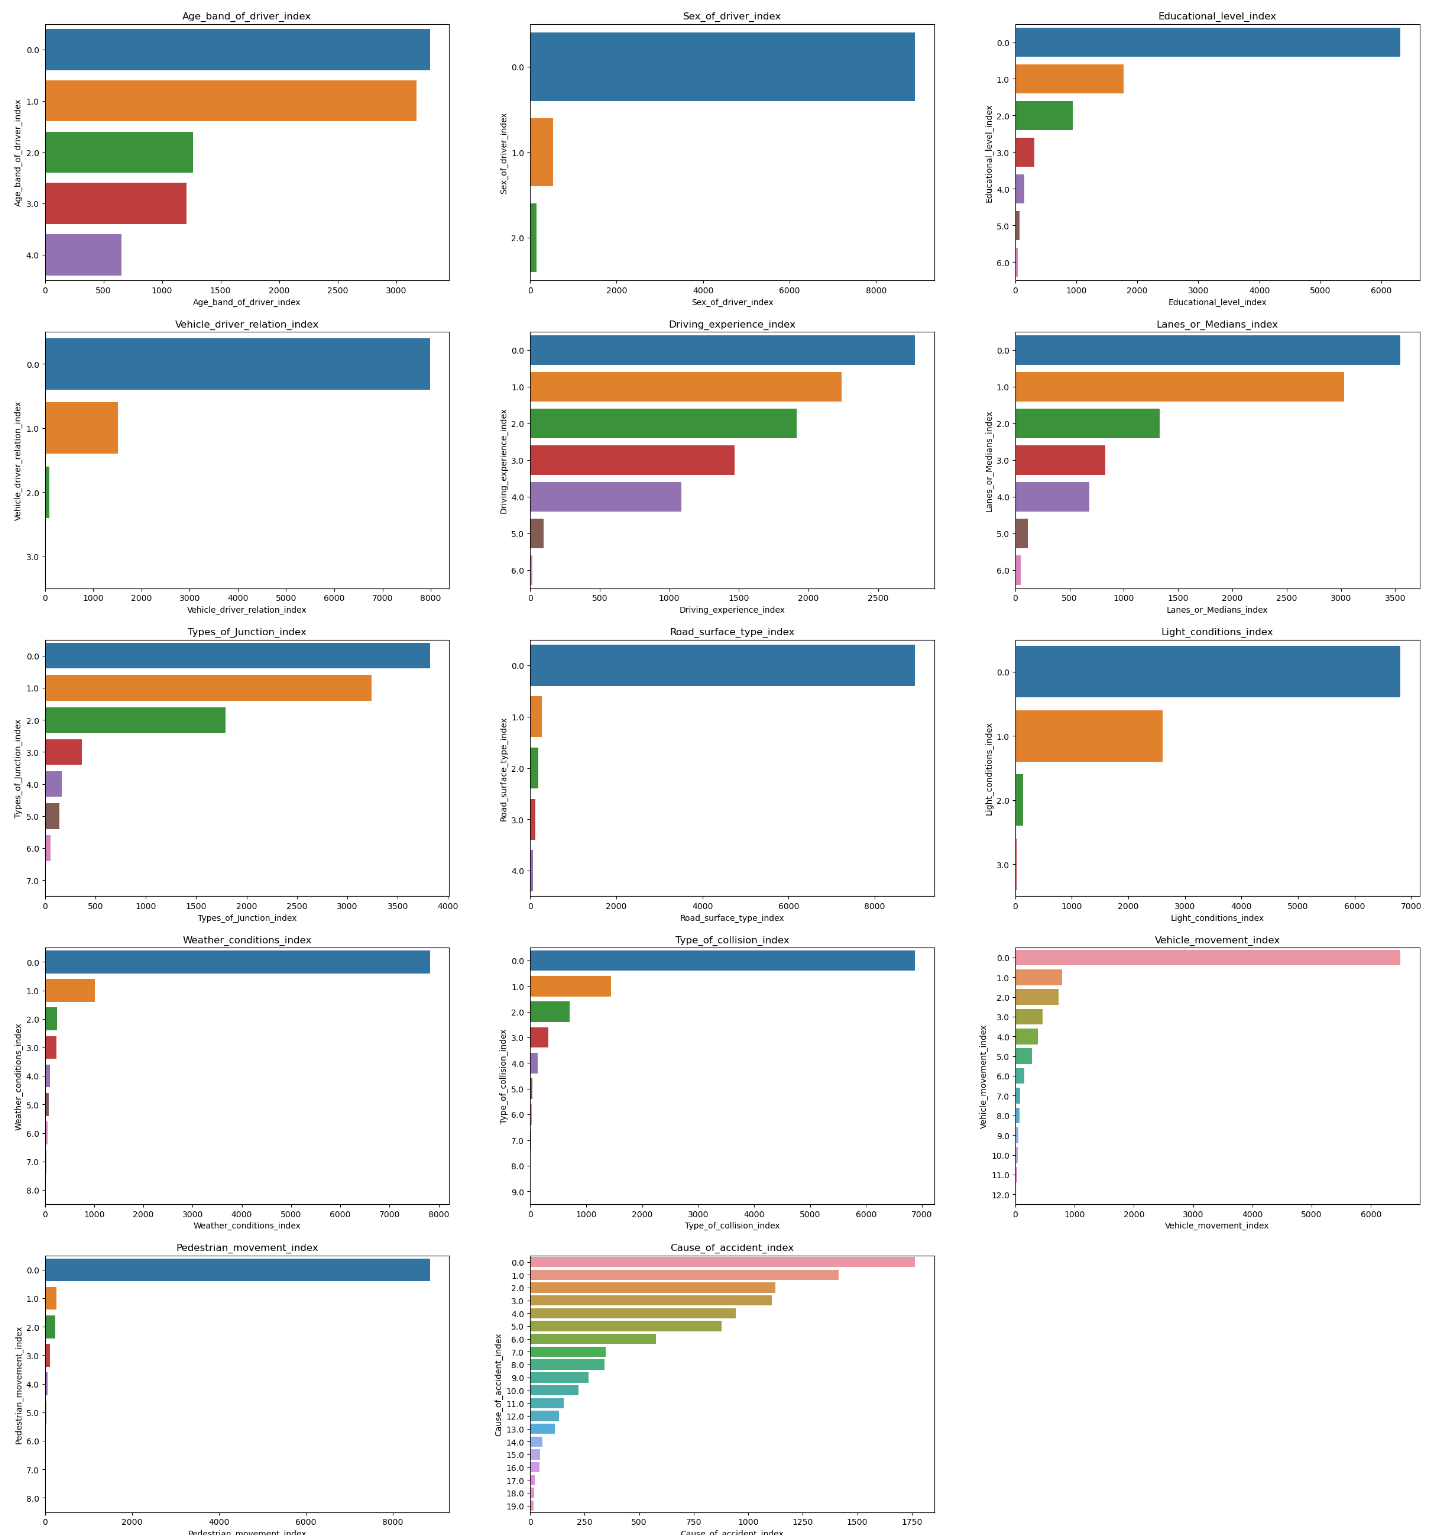 Age_band_of_driver_index
Age_band_of_driver_index
0.0
1.0
2.0
3.0
4.0
0 500 1000 1500 2000 2500 3000
Age_band_of_driver_index
Sex_of_driver_index
Sex_of_driver_index
0.0
1.0
2.0
0 2000 4000 6000 8000
Sex_of_driver_index
Educational_level_index
Educational_level_index
0.0
1.0
2.0
3.0
4.0
5.0
6.0
0 1000 2000 3000 4000 5000 6000
Educational_level_index
Vehicle_driver_relation_index
Vehicle_driver_relation_index
0.0
1.0
2.0
3.0
0 1000 2000 3000 4000 5000 6000 7000 8000
Vehicle_driver_relation_index
Driving_experience_index
Driving_experience_index
0.0
1.0
2.0
3.0
4.0
5.0
6.0
0 500 1000 1500 2000 2500
Driving_experience_index
Lanes_or_Medians_index
Lanes_or_Medians_index
0.0
1.0
2.0
3.0
4.0
5.0
6.0
0 500 1000 1500 2000 2500 3000 3500
Lanes_or_Medians_index
Types_of_Junction_index
Types_of_Junction_index
0.0
1.0
2.0
3.0
4.0
5.0
6.0
7.0
0 500 1000 1500 2000 2500 3000 3500 4000
Types_of_Junction_index
Road_surface_type_index
Road_surface_type_index
0.0
1.0
2.0
3.0
4.0
0 2000 4000 6000 8000
Road_surface_type_index
Light_conditions_index
Light_conditions_index
0.0
1.0
2.0
3.0
0 1000 2000 3000 4000 5000 6000 7000
Light_conditions_index
Weather_conditions_index
Weather_conditions_index
0.0
1.0
2.0
3.0
4.0
5.0
6.0
7.0
8.0
0 1000 2000 3000 4000 5000 6000 7000 8000
Weather_conditions_index
Type_of_collision_index
Type_of_collision_index
0.0
1.0
2.0
3.0
4.0
5.0
6.0
7.0
8.0
9.0
0 1000 2000 3000 4000 5000 6000 7000
Type_of_collision_index
Vehicle_movement_index
Vehicle_movement_index
0.0
1.0
2.0
3.0
4.0
5.0
6.0
7.0
8.0
9.0
10.0
11.0
12.0
0 1000 2000 3000 4000 5000 6000
Vehicle_movement_index
Pedestrian_movement_index
Pedestrian_movement_index
0.0
1.0
2.0
3.0
4.0
5.0
6.0
7.0
8.0
0 2000 4000 6000 8000
Pedestrian_movement_index
Cause_of_accident_index
Cause_of_accident_index
0.0
1.0
2.0
3.0
4.0
5.0
6.0
7.0
8.0
9.0
10.0
11.0
12.0
13.0
14.0
15.0
16.0
17.0
18.0
19.0
0 250 500 750 1000 1250 1500 1750
Cause_of_accident_index